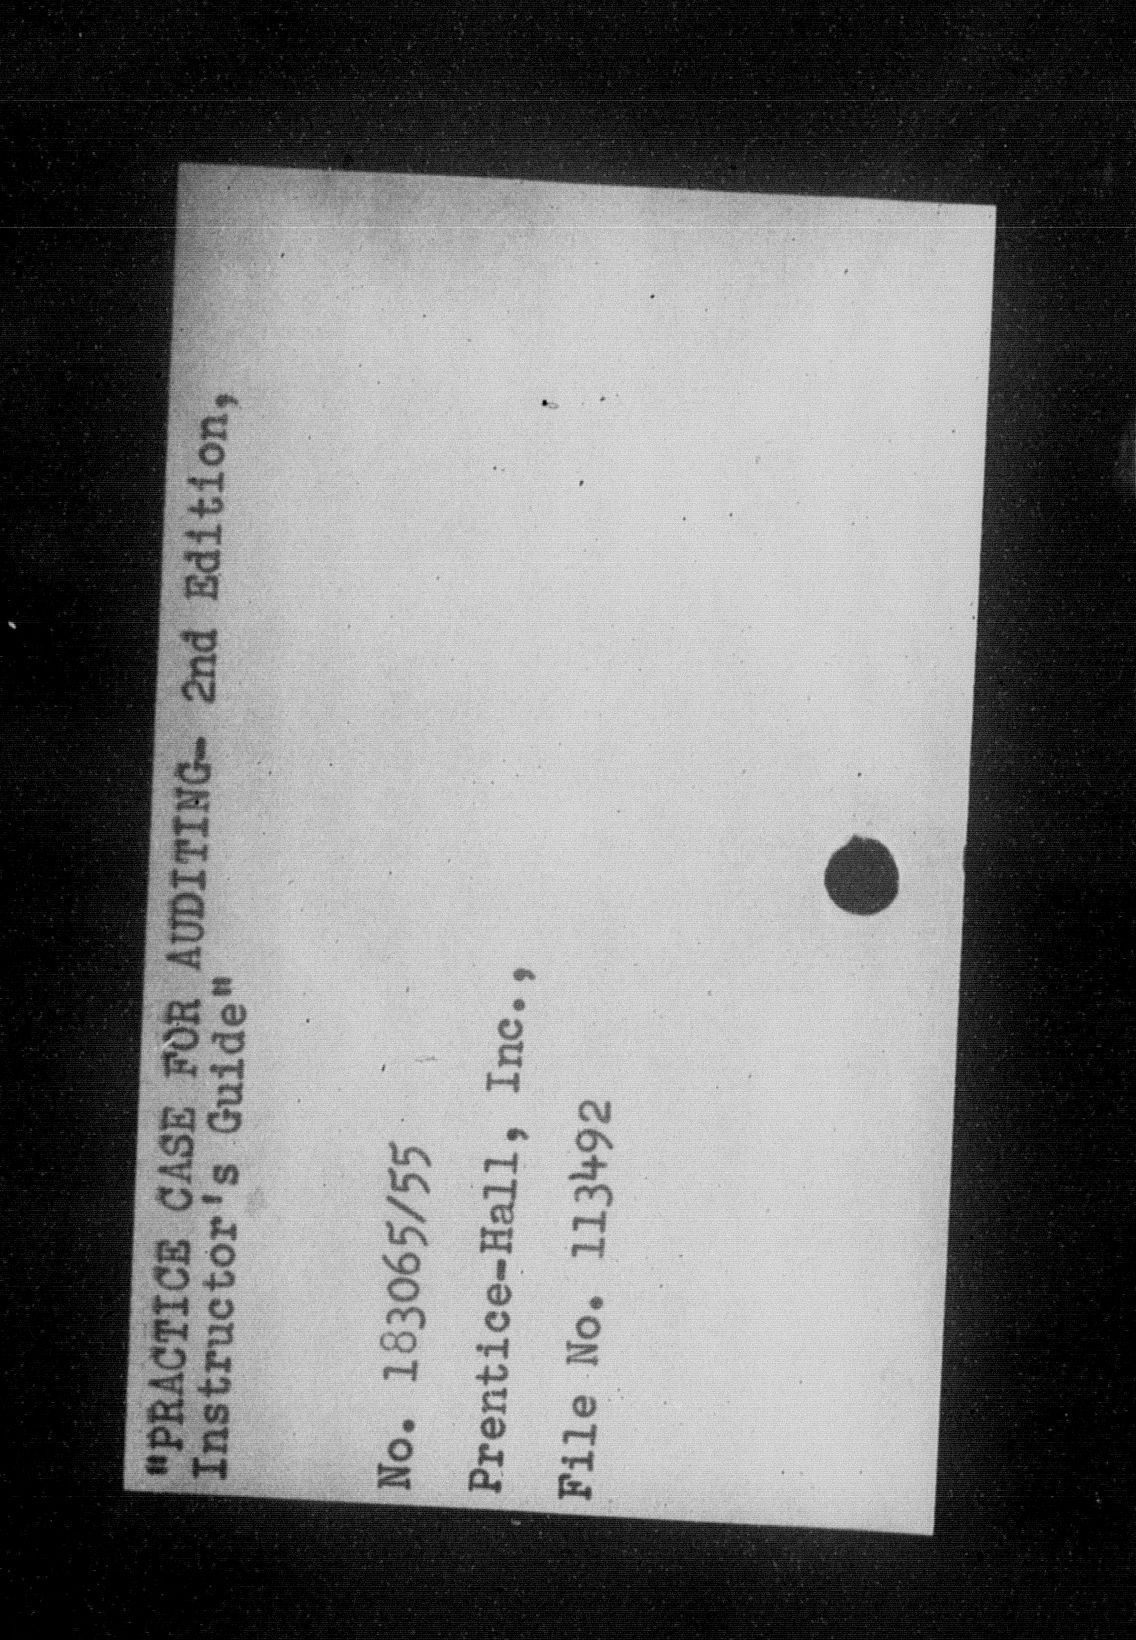 "PRACTICE CASE FOR AUDITING- 2nd Edition,
Instructor's Guide"
No. 183065/55
Prentice-Hall, Inc.,
File No. 113492